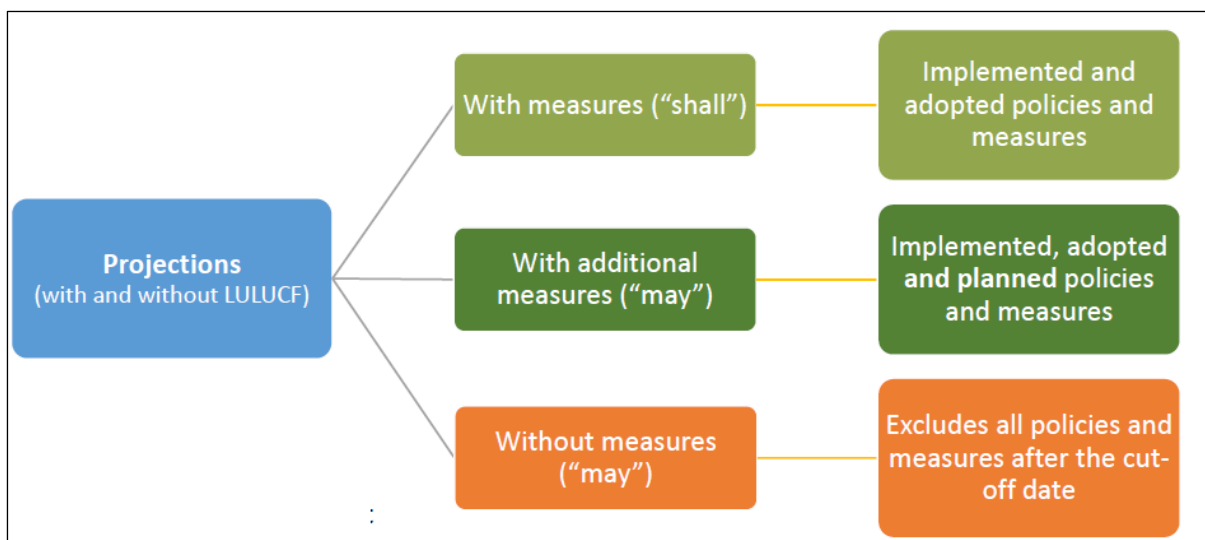 Projections
(with and without LULUCF)
With measures (“shall”)
Implemented and
adopted policies and
measures
With additional
measures (“may”)
Implemented, adopted
and planned policies
and measures
Without measures
(“may”)
Excludes all policies and
measures after the cut-
off date
: